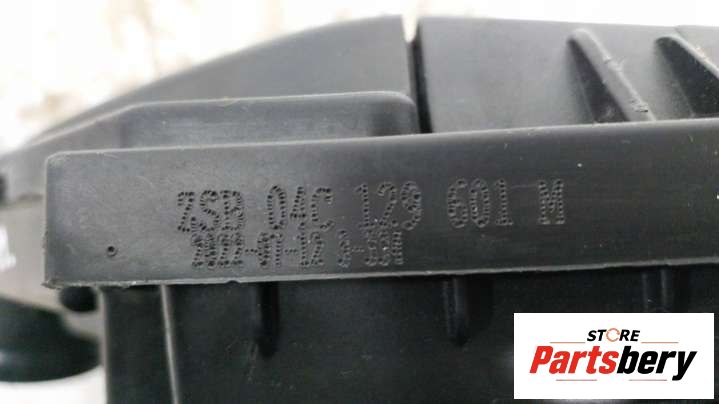 ZSB 04C 129 601 M
STORE
Partsbery